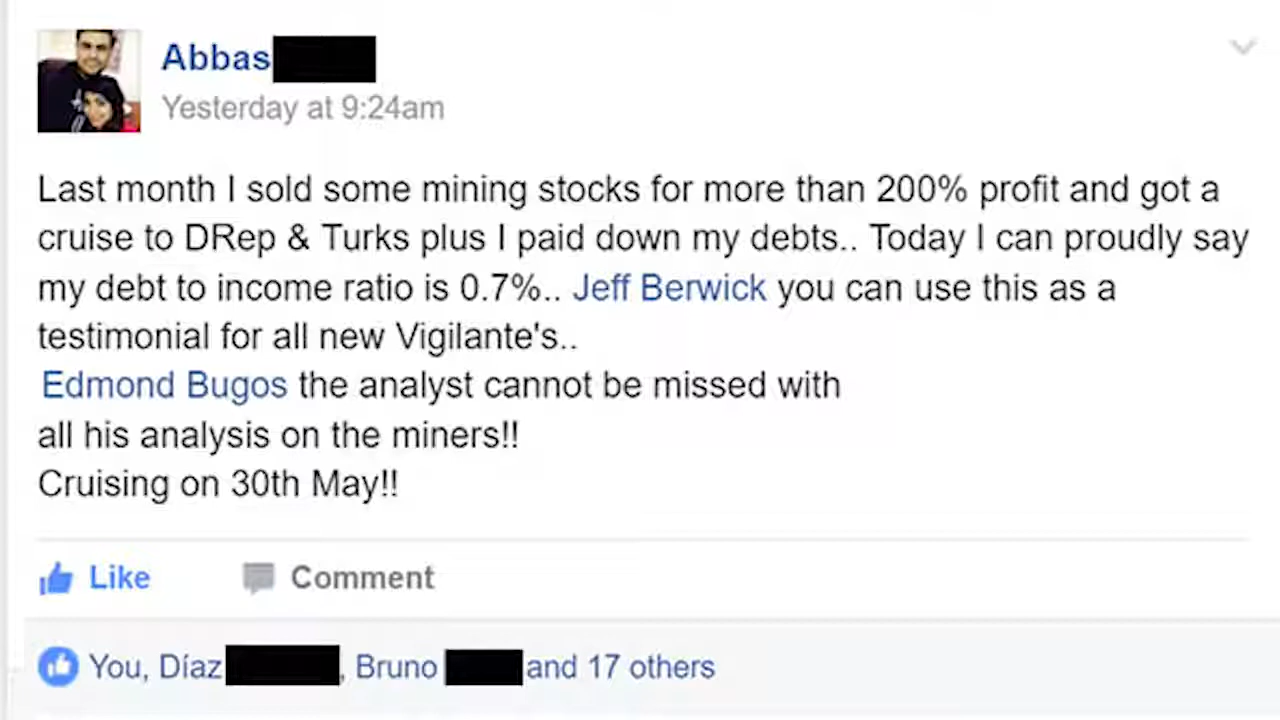 Abbas
Yesterday at 9:24am
Last month I sold some mining stocks for more than 200% profit and got a
cruise to DRep & Turks plus I paid down my debts.. Today I can proudly say
my debt to income ratio is 0.7%.. Jeff Berwick you can use this as a
testimonial for all new Vigilante's..
Edmond Bugos the analyst cannot be missed with
all his analysis on the miners!!
Cruising on 30th May!!
Like Comment
You, Díaz , Bruno and 17 others